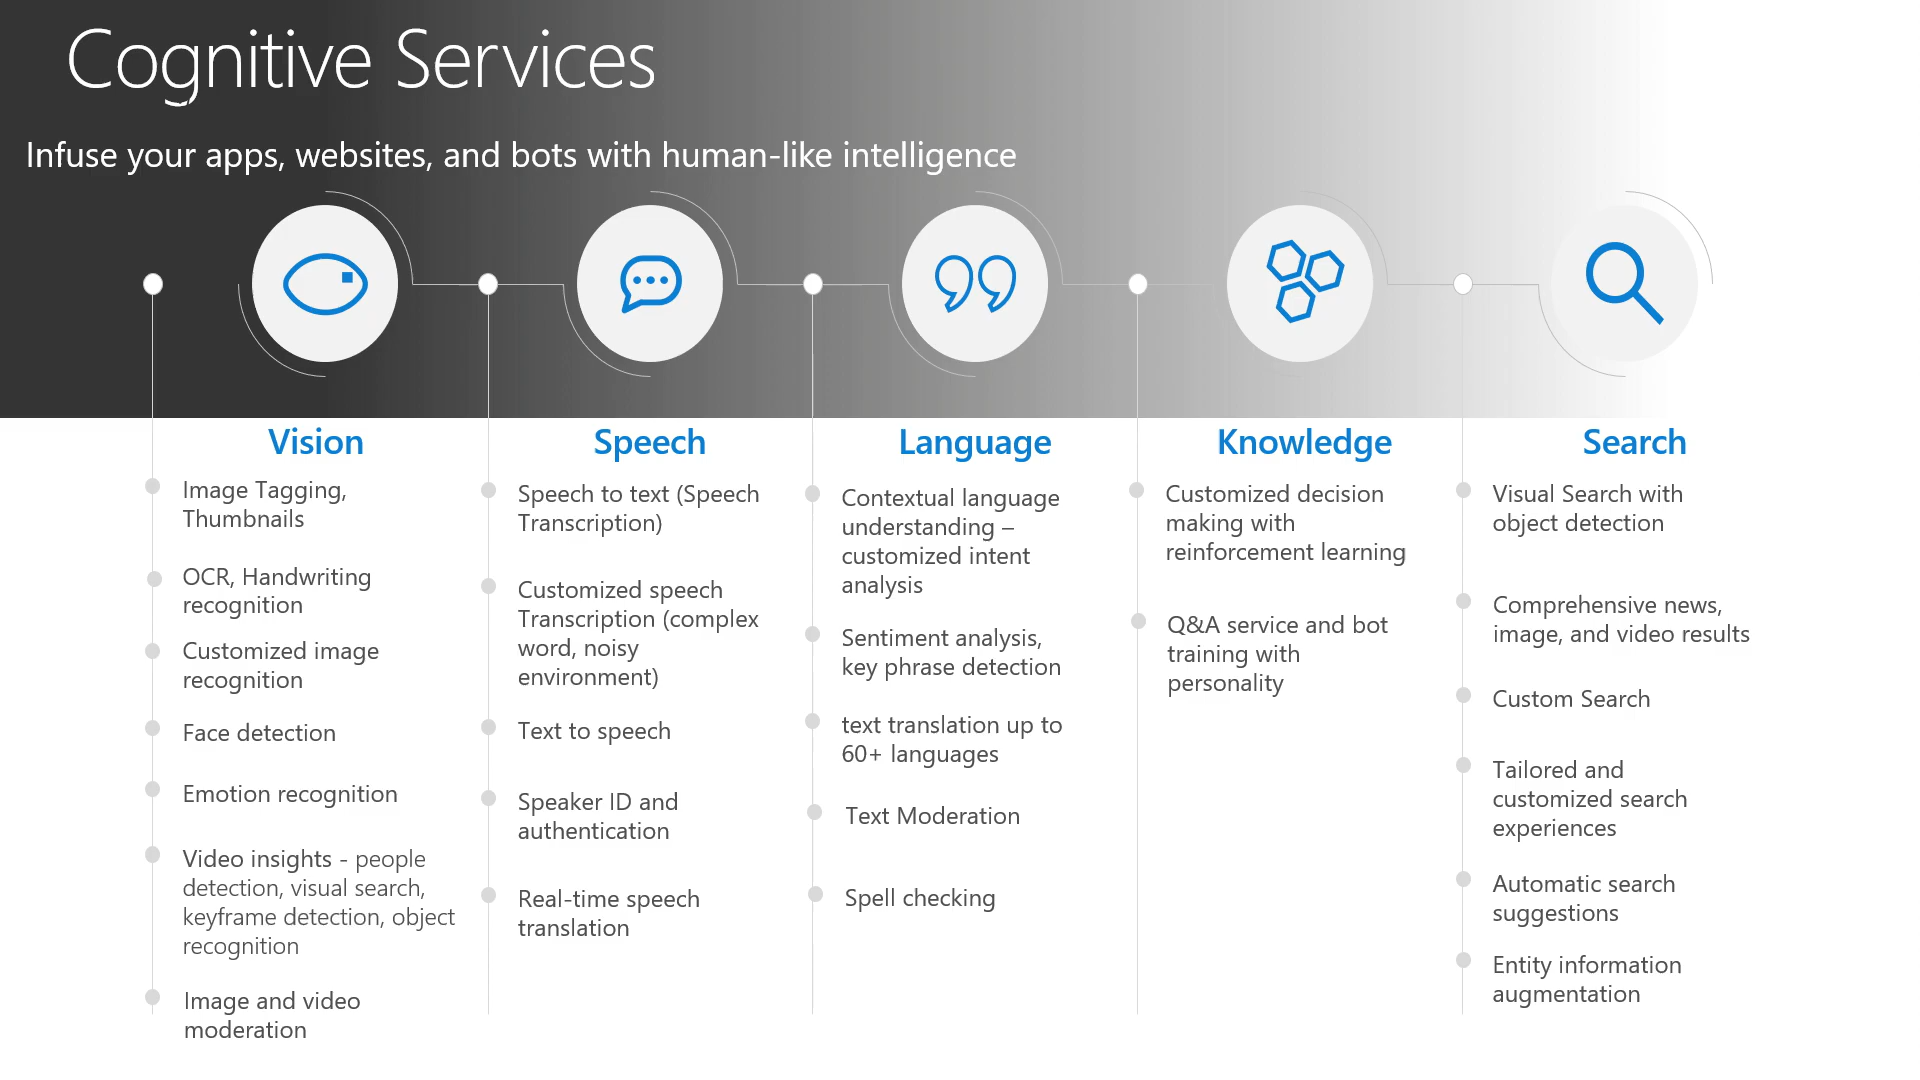 Cognitive Services
Infuse your apps, websites, and bots with human-like intelligence
Vision
Image Tagging,
Thumbnails
OCR, Handwriting
recognition
Customized image
recognition
Face detection
Emotion recognition
Video insights - people
detection, visual search,
keyframe detection, object
recognition
Image and video
moderation
Speech
Speech to text (Speech
Transcription)
Customized speech
Transcription (complex
word, noisy
environment)
Text to speech
Speaker ID and
authentication
Real-time speech
translation
Language
Contextual language
understanding –
customized intent
analysis
Sentiment analysis,
key phrase detection
text translation up to
60+ languages
Text Moderation
Spell checking
Knowledge
Customized decision
making with
reinforcement learning
Q&A service and bot
training with
personality
Search
Visual Search with
object detection
Comprehensive news,
image, and video results
Custom Search
Tailored and
customized search
experiences
Automatic search
suggestions
Entity information
augmentation